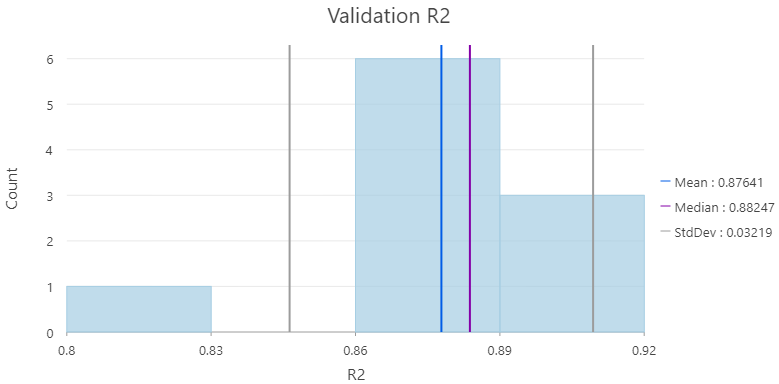 Validation R2
6
5
4
3
2
1
0
Count
0.8 0.83 0.86 0.89 0.92
R2
Mean : 0.87641
Median : 0.88247
StdDev : 0.03219